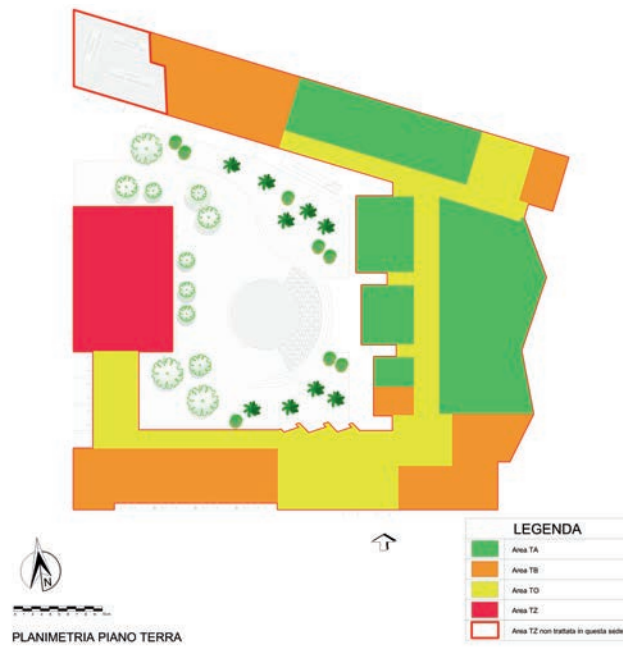 LEGENDA
Area TA
Area TB
Area TO
Area TZ
Area TZ non trattata in questa sede
N
PLANIMETRIA PIANO TERRA